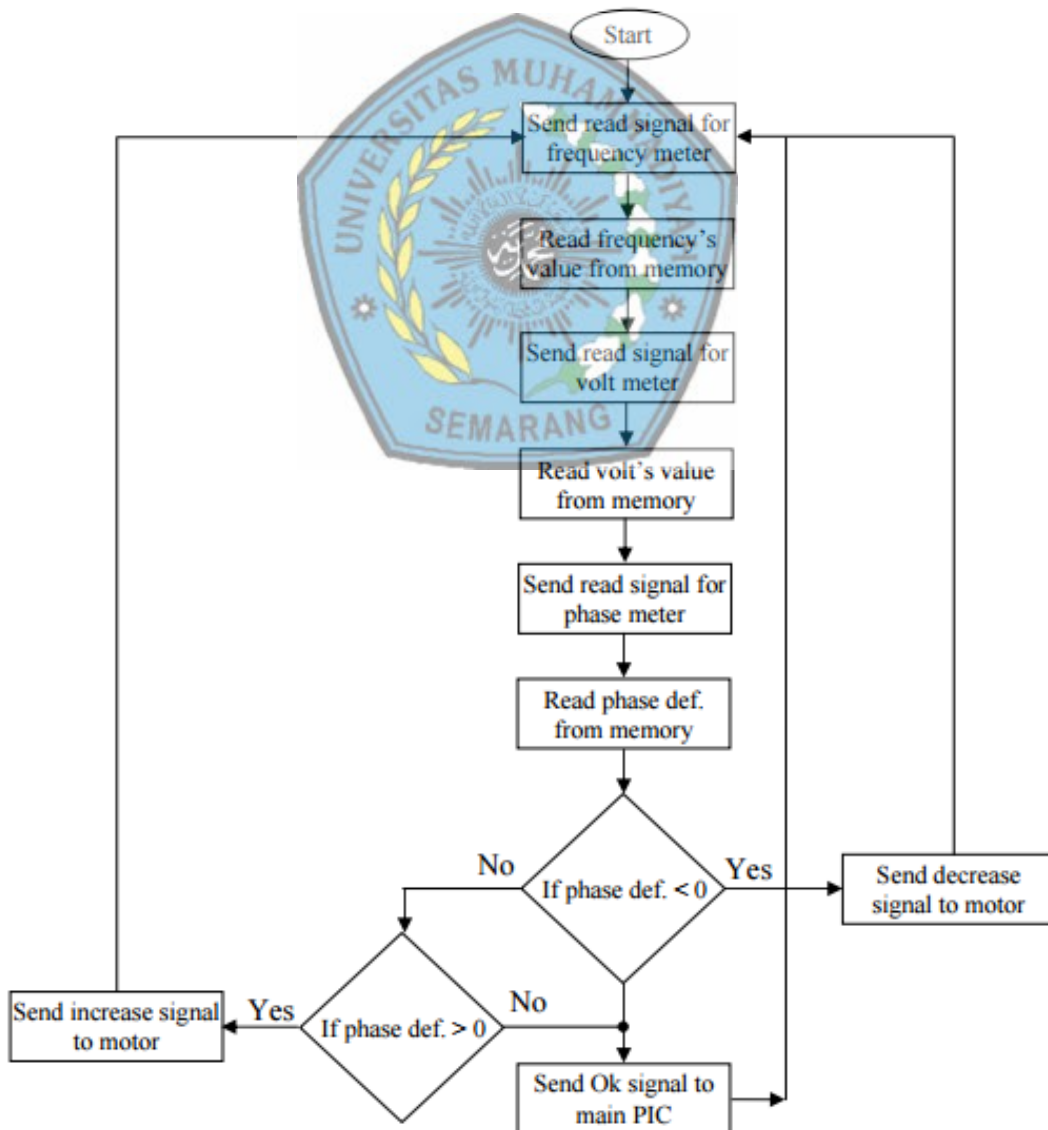 Start
UNIVERSITAS MUHAMMADIYAH
Send read signal for
frequency meter
Read frequency's
value from memory
Send read signal for
volt meter
SEMARANG
Read volt's value
from memory
Send read signal for
phase meter
Read phase def.
from memory
No
If phase def. < 0
Yes
Send decrease
signal to motor
Send increase signal
to motor
Yes
If phase def. > 0
No
Send Ok signal to
main PIC